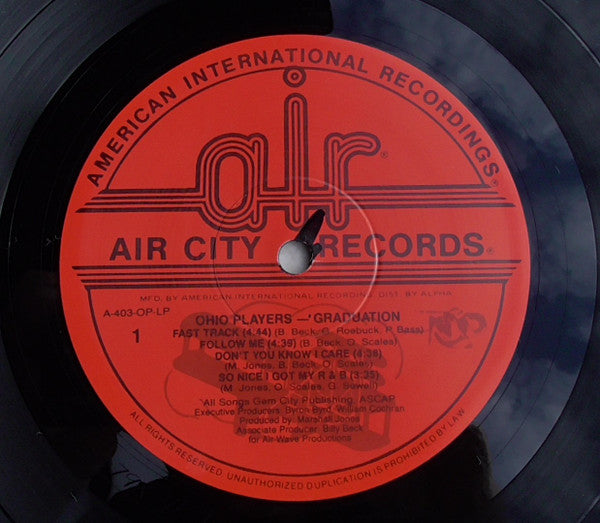 AMERICAN INTERNATIONAL RECORDINGS®
air®
AIR CITY RECORDS®
MFD. BY AMERICAN INTERNATIONAL RECORDING DIST. BY ALPHA
A-403-OP-LP
OHIO PLAYERS — GRADUATION
1
FAST TRACK (4:44) (B. Beck, G. Roebuck, P. Bass)
FOLLOW ME (4:39) (B. Beck, O. Scales)
DON'T YOU KNOW I CARE (4:38)
(M. Jones, B. Beck, O. Scales)
SO NICE I GOT MY R & B (3:35)
(M. Jones, O. Scales, G. Sewell)
All Songs Gem City Publishing, ASCAP
Executive Producers: Byron Byrd, William Cochran
Produced by: Marshall Jones
Associate Producer: Billy Beck
for Air-Wave Productions
ALL RIGHTS RESERVED. UNAUTHORIZED DUPLICATION IS PROHIBITED BY LAW